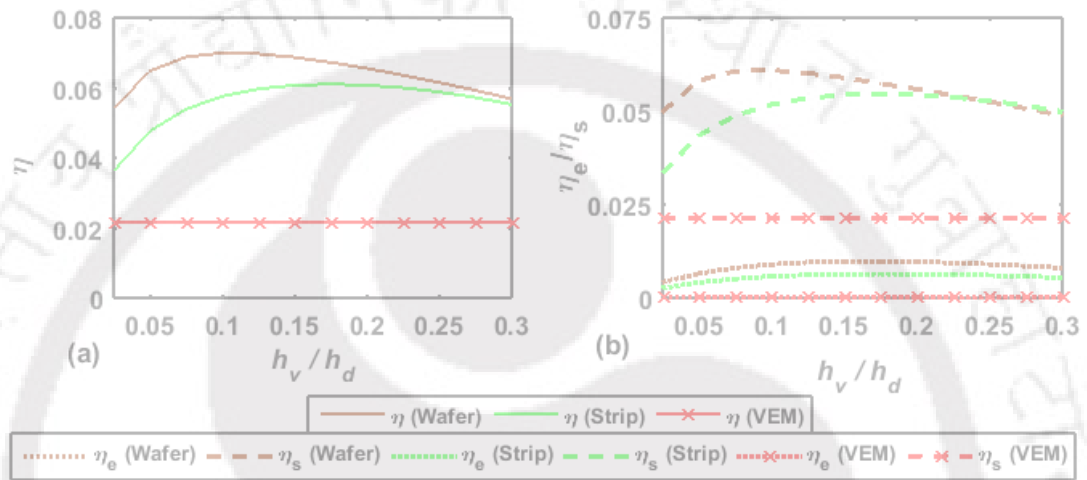 0.08
0.06
0.04
0.02
0
η
0.05 0.1 0.15 0.2 0.25 0.3
(a)
h_v / h_d
0.075
0.05
0.025
0
η_e / η_s
0.05 0.1 0.15 0.2 0.25 0.3
(b)
h_v / h_d
η (Wafer) η (Strip) η (VEM)
η_e (Wafer) η_s (Wafer) η_e (Strip) η_s (Strip) η_e (VEM) η_s (VEM)